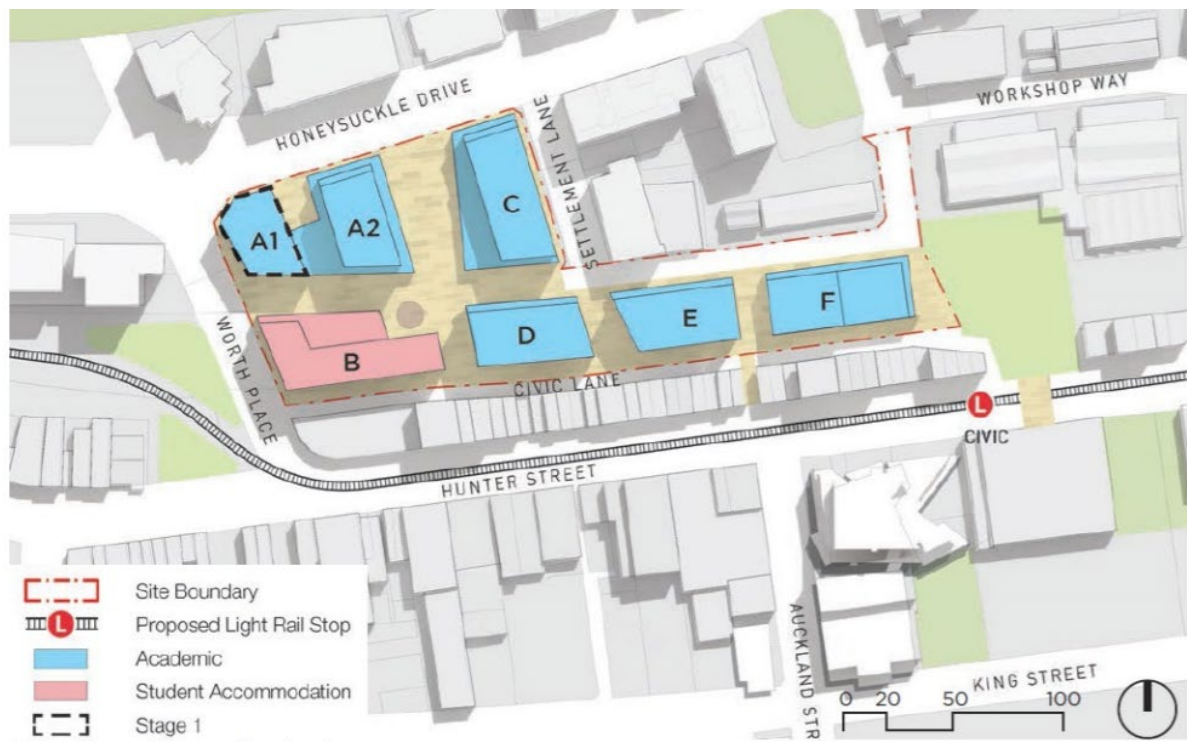 HONEYSUCKLE DRIVE
SETTLEMENT LANE
WORKSHOP WAY
A1
A2
C
B
D
E
F
WORTH PLACE
CIVIC LANE
L
CIVIC
HUNTER STREET
AUCKLAND STR
KING STREET
Site Boundary
L Proposed Light Rail Stop
Academic
Student Accommodation
Stage 1
0 20 50 100